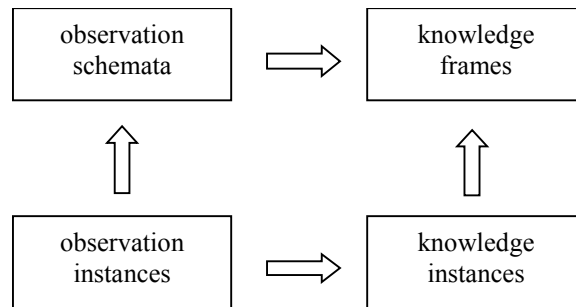 observation
schemata
knowledge
frames
observation
instances
knowledge
instances